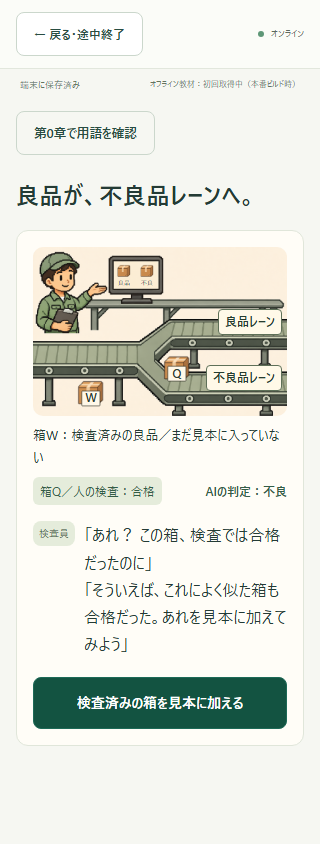 ← 戻る・途中終了
オンライン
端末に保存済み
オフライン教材：初回取得中（本番ビルド時）
第0章で用語を確認
良品が、不良品レーンへ。
良品 不良
良品レーン
Q
不良品レーン
W
箱W：検査済みの良品／まだ見本に入っていな
い
箱Q／人の検査：合格
AIの判定：不良
検査員
「あれ？ この箱、検査では合格
だったのに」
「そういえば、これによく似た箱も
合格だった。あれを見本に加えて
みよう」
検査済みの箱を見本に加える